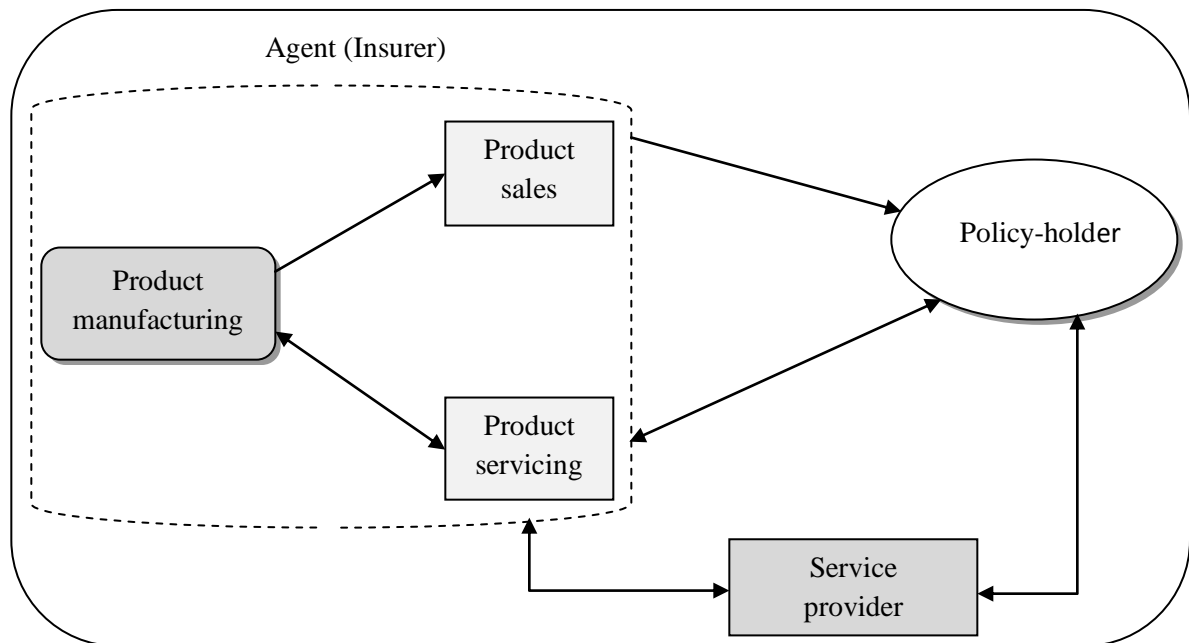 Agent (Insurer)
Product
sales
Policy-holder
Product
manufacturing
Product
servicing
Service
provider